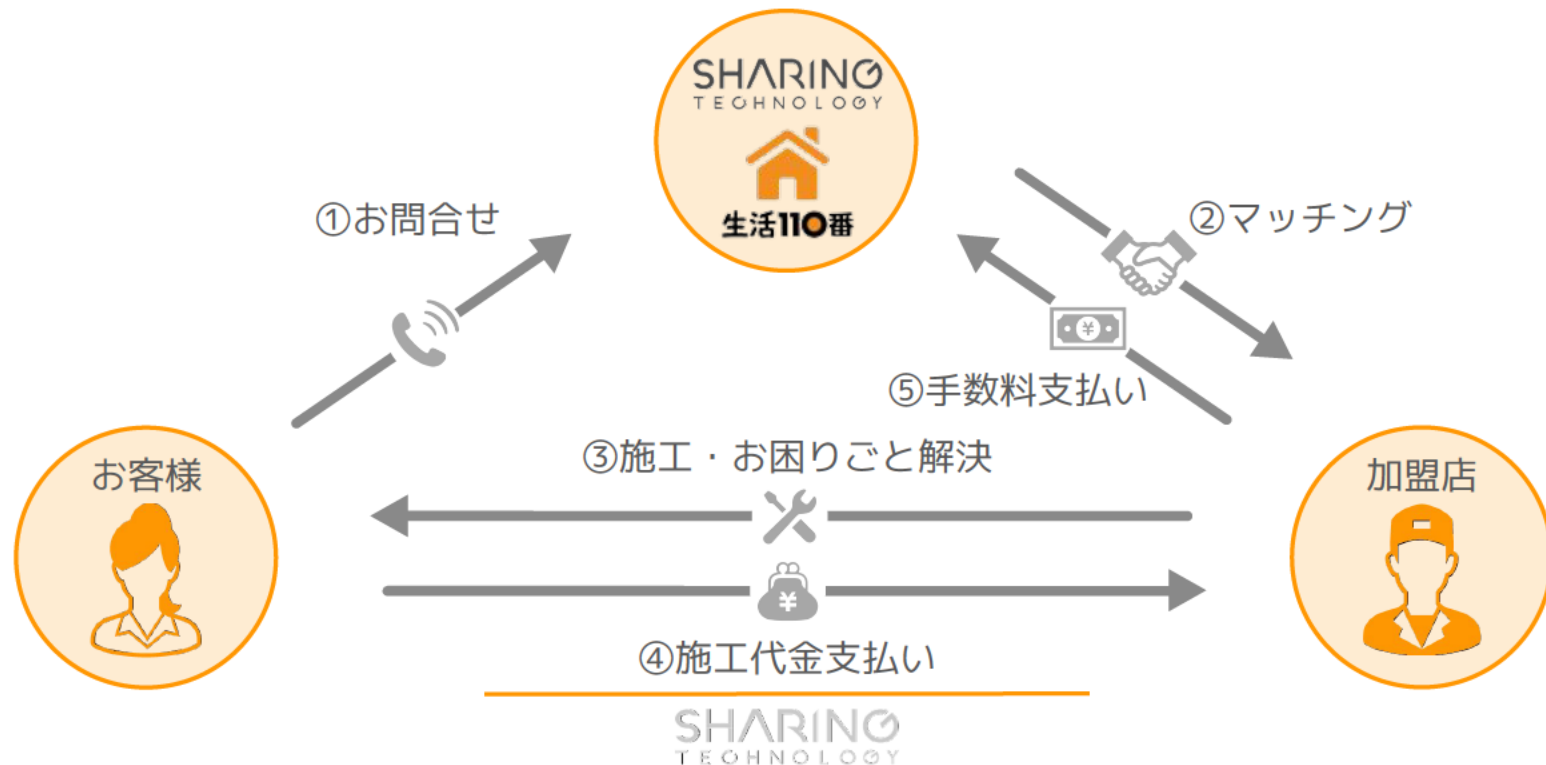 SHARING
TECHNOLOGY
生活110番
①お問合せ
②マッチング
⑤手数料支払い
③施工・お困りごと解決
お客様
加盟店
④施工代金支払い
SHARING
TECHNOLOGY